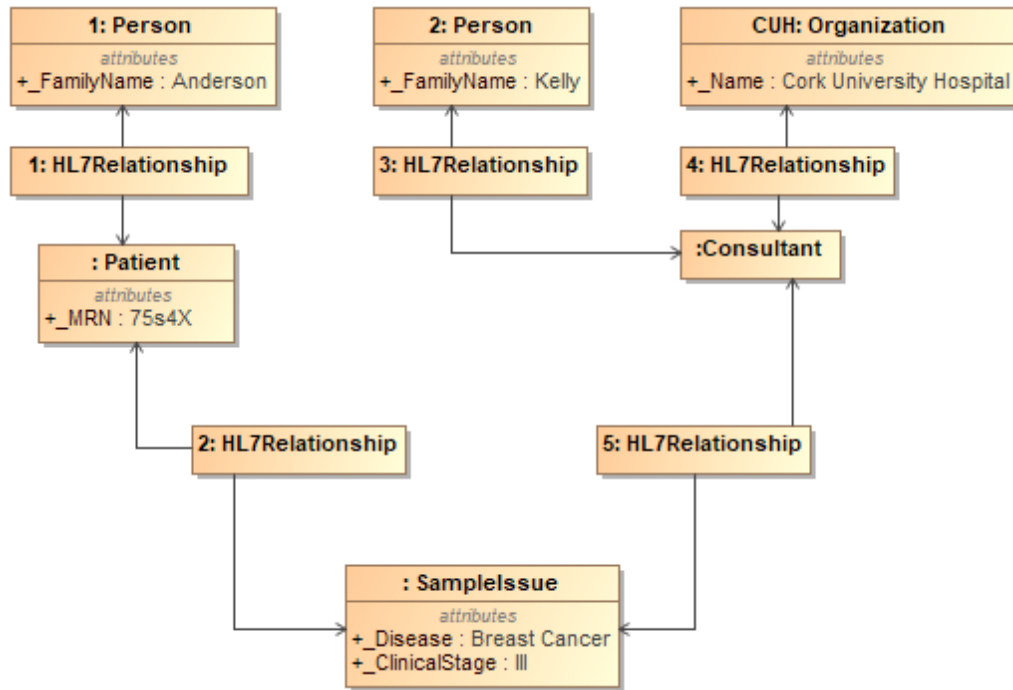 1: Person
attributes
+_FamilyName : Anderson
2: Person
attributes
+_FamilyName : Kelly
CUH: Organization
attributes
+_Name : Cork University Hospital
1: HL7Relationship
3: HL7Relationship
4: HL7Relationship
: Patient
attributes
+_MRN : 75s4X
:Consultant
2: HL7Relationship
5: HL7Relationship
: SampleIssue
attributes
+_Disease : Breast Cancer
+_ClinicalStage : III